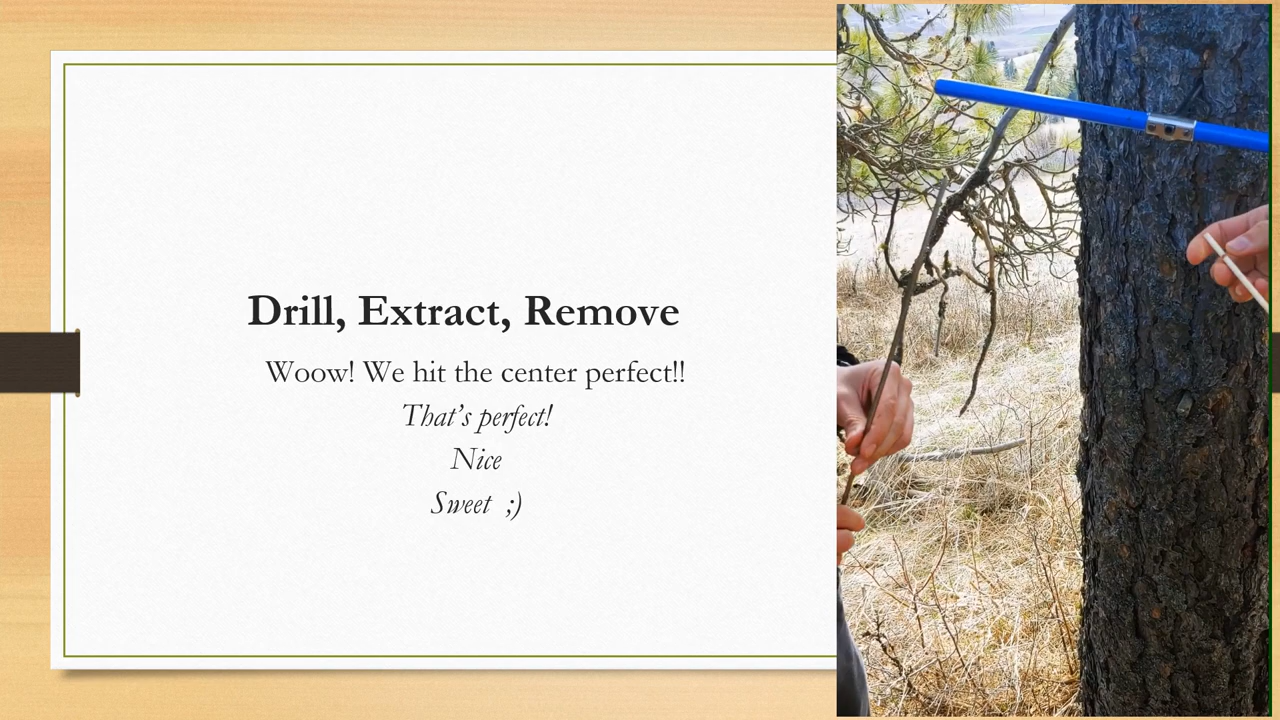 Drill, Extract, Remove
Woow! We hit the center perfect!!
That’s perfect!
Nice
Sweet  ;)